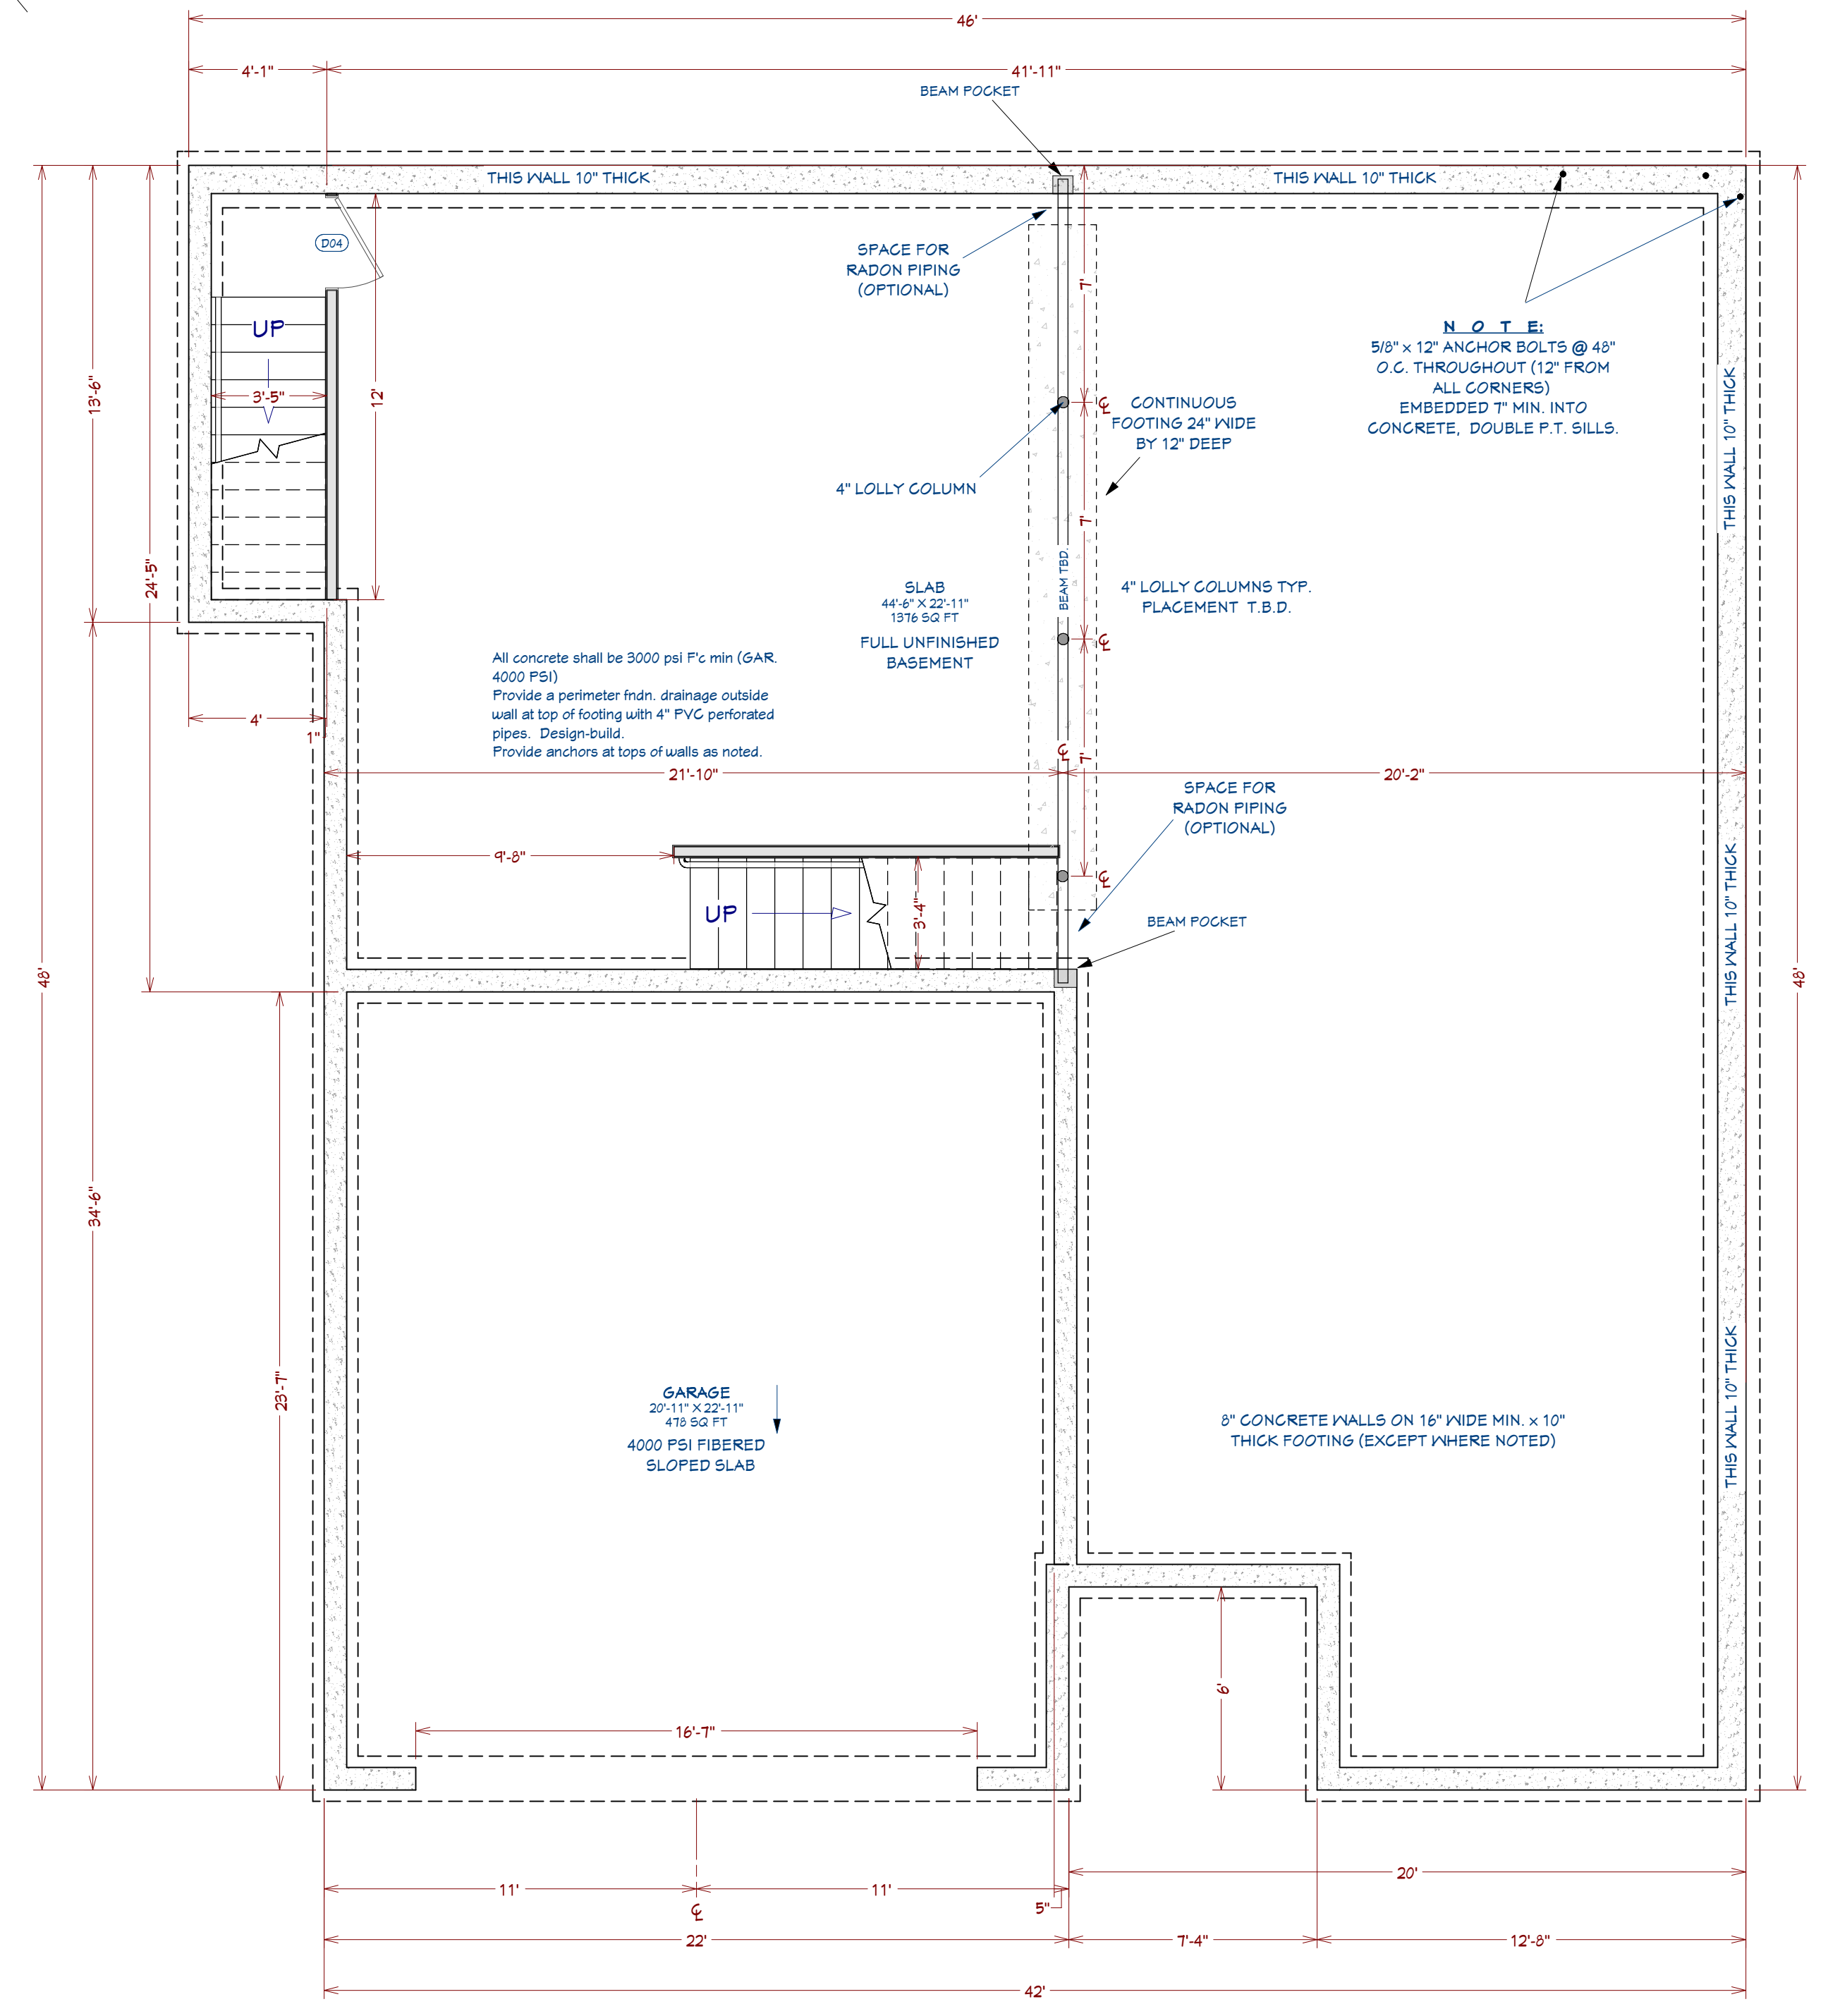 46'
4'-1"
41'-11"
BEAM POCKET
THIS WALL 10" THICK
THIS WALL 10" THICK
D04
SPACE FOR
RADON PIPING
(OPTIONAL)
7'
UP
3'-5"
12'
13'-6"
24'-5"
48'
34'-6"
N O T E:
5/8" x 12" ANCHOR BOLTS @ 48"
O.C. THROUGHOUT (12" FROM
ALL CORNERS)
EMBEDDED 7" MIN. INTO
CONCRETE, DOUBLE P.T. SILLS.
THIS WALL 10" THICK
CONTINUOUS
FOOTING 24" WIDE
BY 12" DEEP
℄
4" LOLLY COLUMN
7'
BEAM TBD.
SLAB
44'-6" X 22'-11"
1376 SQ FT
FULL UNFINISHED
BASEMENT
4" LOLLY COLUMNS TYP.
PLACEMENT T.B.D.
℄
All concrete shall be 3000 psi F'c min (GAR.
4000 PSI)
Provide a perimeter fndn. drainage outside
wall at top of footing with 4" PVC perforated
pipes. Design-build.
Provide anchors at tops of walls as noted.
4'
1"
℄
7'
21'-10"
20'-2"
SPACE FOR
RADON PIPING
(OPTIONAL)
9'-8"
℄
UP
3'-4"
BEAM POCKET
THIS WALL 10" THICK
48'
23'-7"
GARAGE
20'-11" X 22'-11"
478 SQ FT
4000 PSI FIBERED
SLOPED SLAB
8" CONCRETE WALLS ON 16" WIDE MIN. x 10"
THICK FOOTING (EXCEPT WHERE NOTED)
THIS WALL 10" THICK
6'
16'-7"
20'
11'
11'
5"
℄
22'
7'-4"
12'-8"
42'